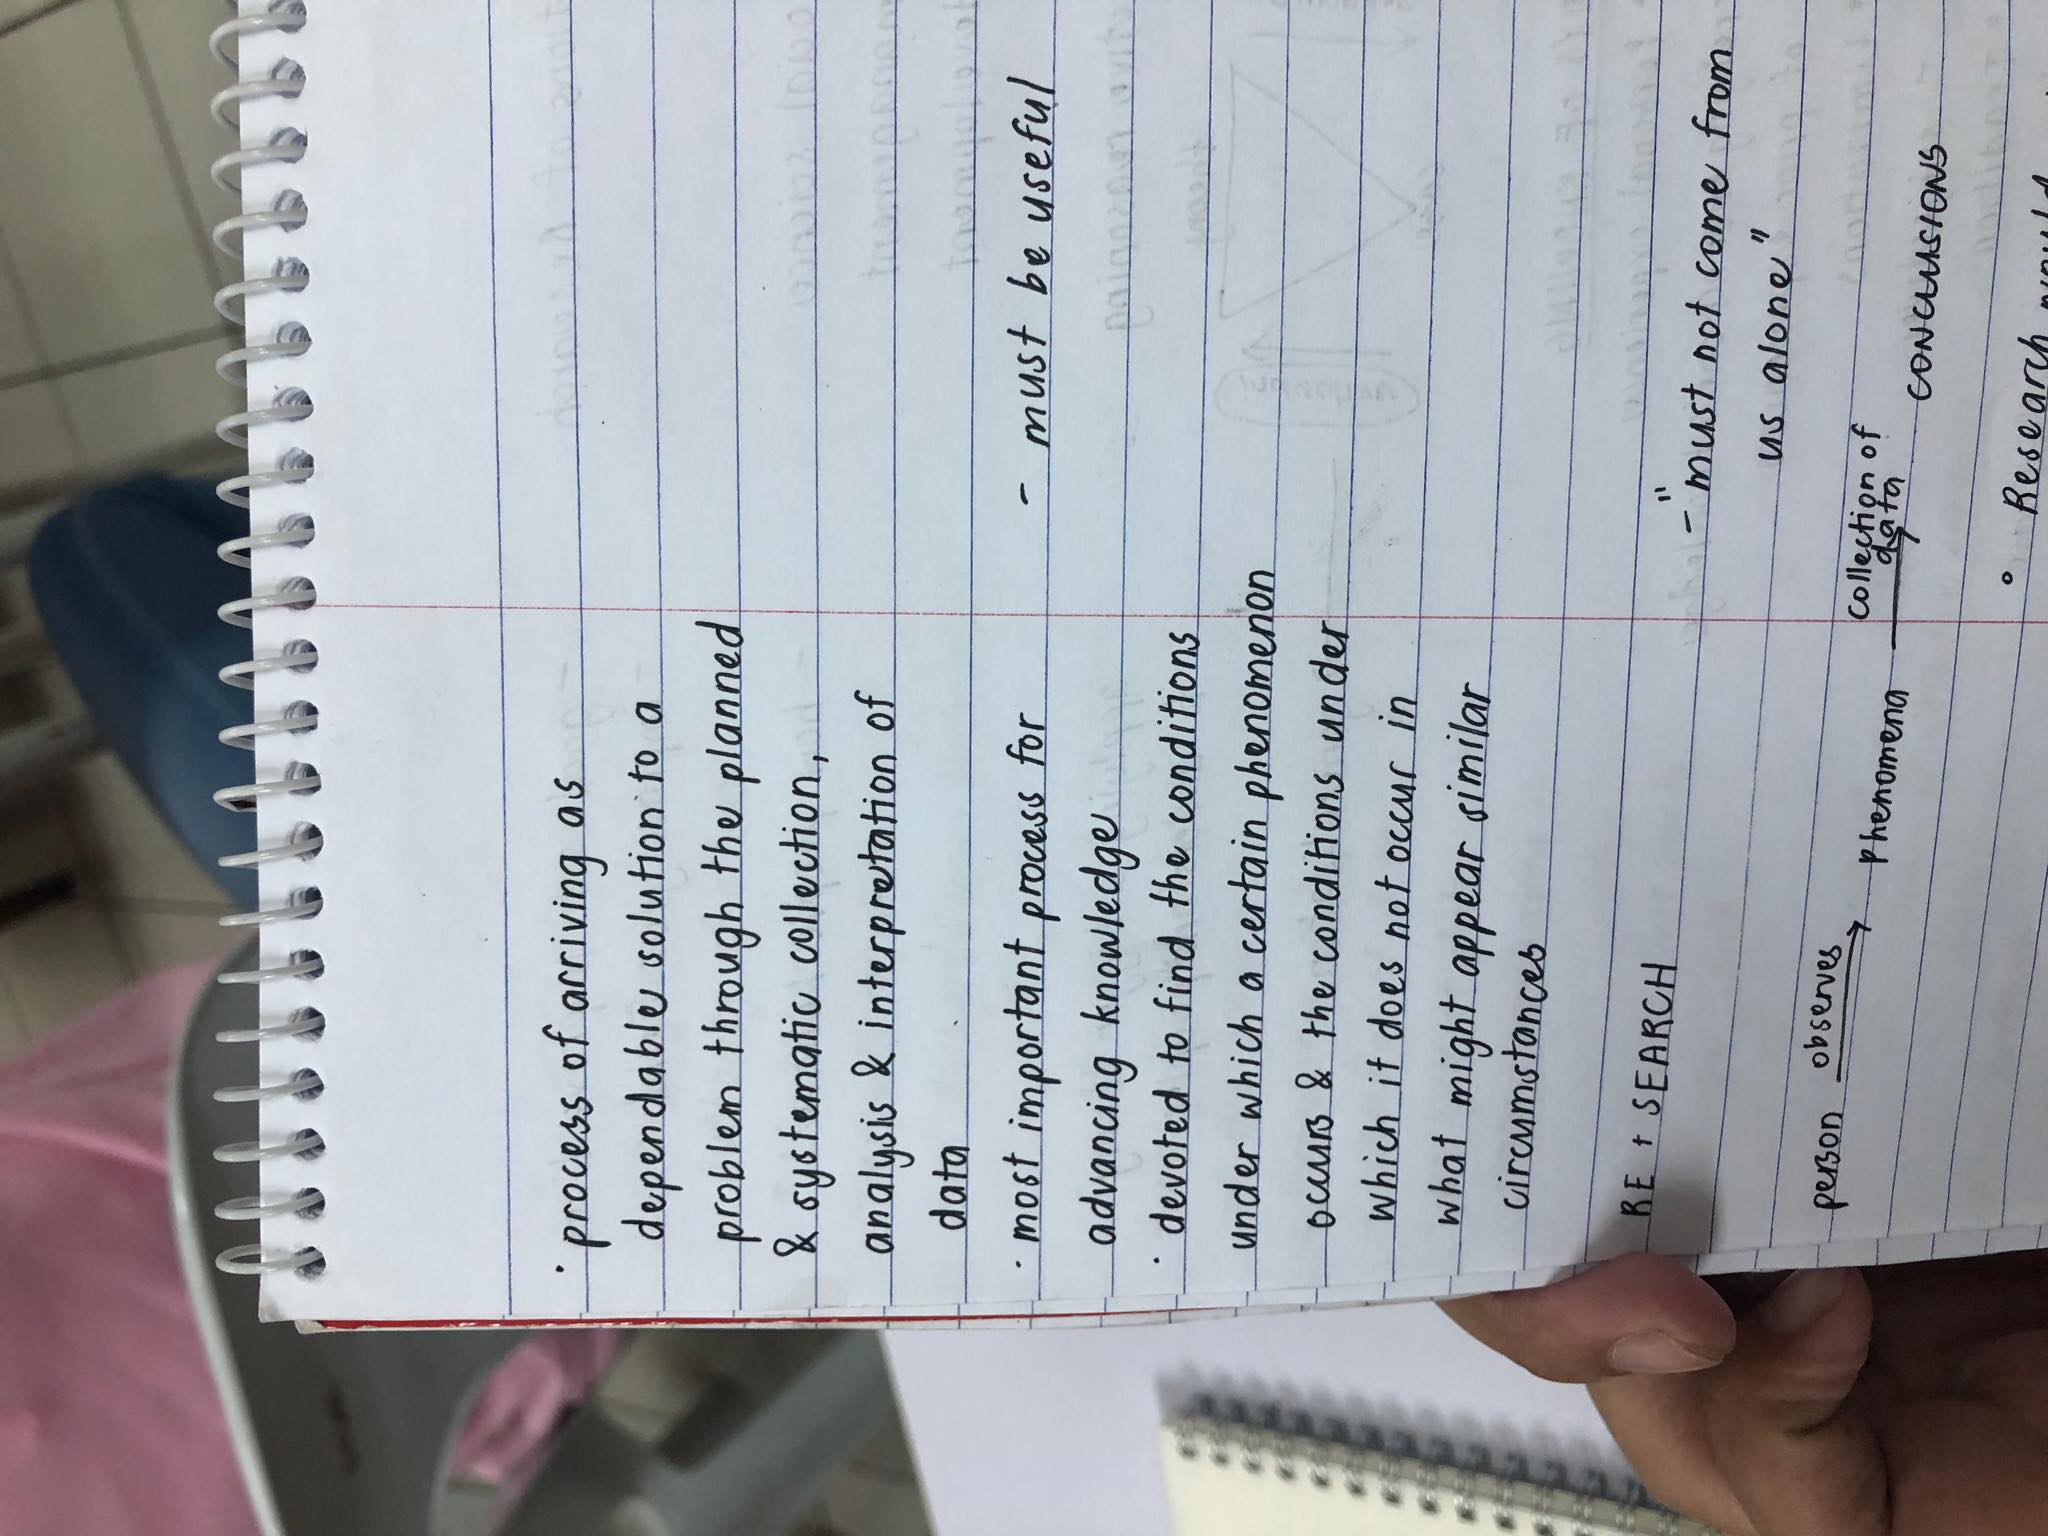 · process of arriving as
dependable solution to a
problem through the planned
& systematic collection,
analysis & interpretation of
data
· most important process for
advancing knowledge
- must be useful
· devoted to find the conditions
under which a certain phenomenon
occurs & the conditions under
which it does not occur in
what might appear similar
circumstances
RE + SEARCH
- "must not come from
us alone"
person observes → phenomena collection of data → CONCLUSIONS
° Research would